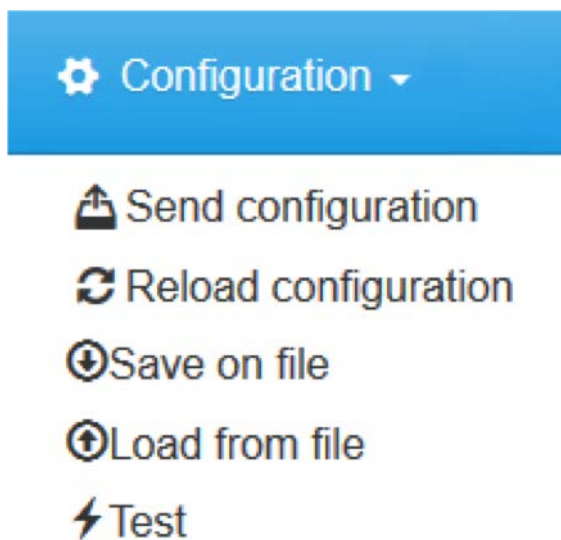 Configuration
Send configuration
Reload configuration
Save on file
Load from file
Test